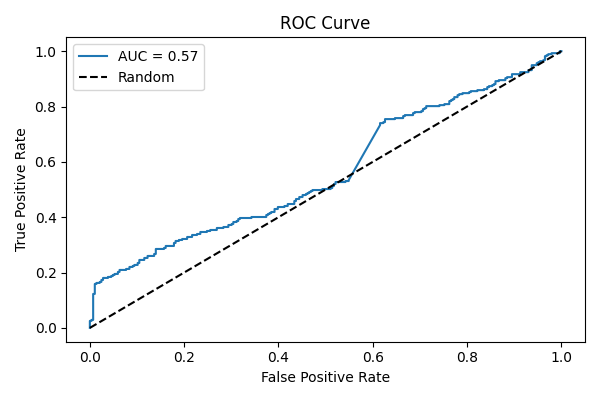 ROC Curve
AUC = 0.57
Random
True Positive Rate
1.0
0.8
0.6
0.4
0.2
0.0
0.0 0.2 0.4 0.6 0.8 1.0
False Positive Rate